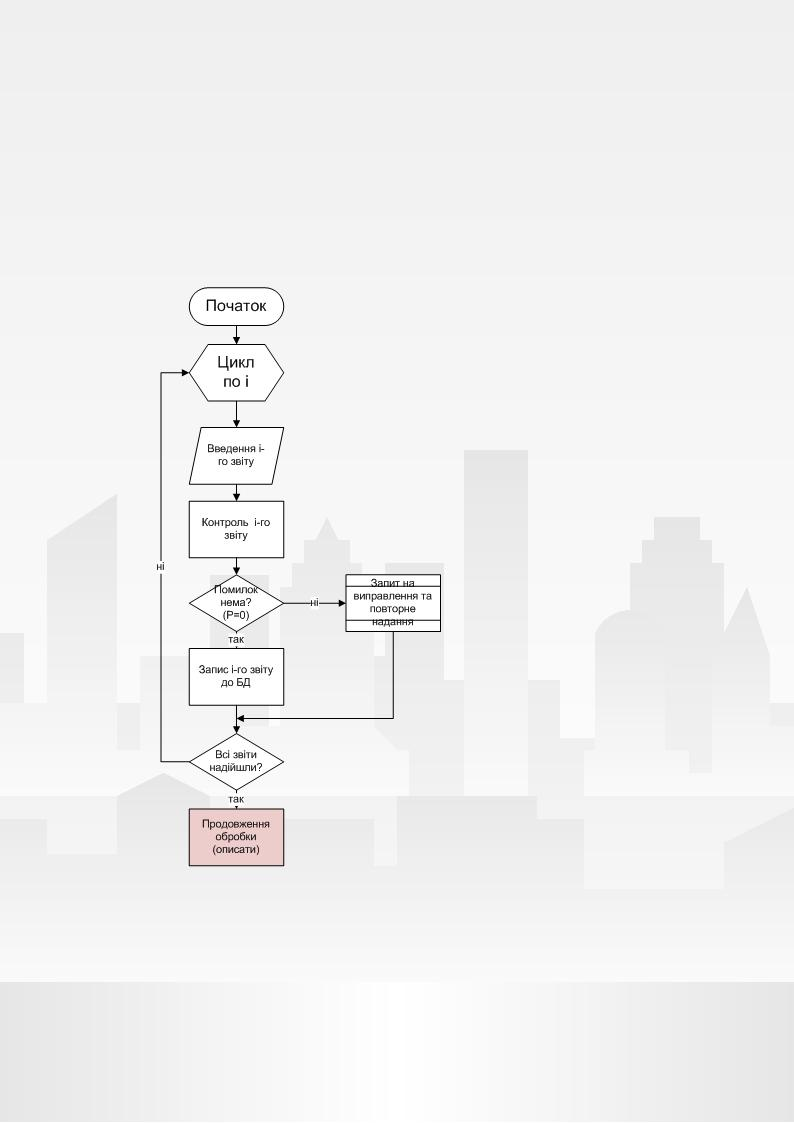 Початок
Цикл
по і
Введення і-
го звіту
Контроль  і-го
звіту
Помилок
нема?
(Р=0)
ні
Запит на
виправлення та
повторне
надання
ні
так
Запис і-го звіту
до БД
Всі звіти
надійшли?
так
Продовження
обробки
(описати)